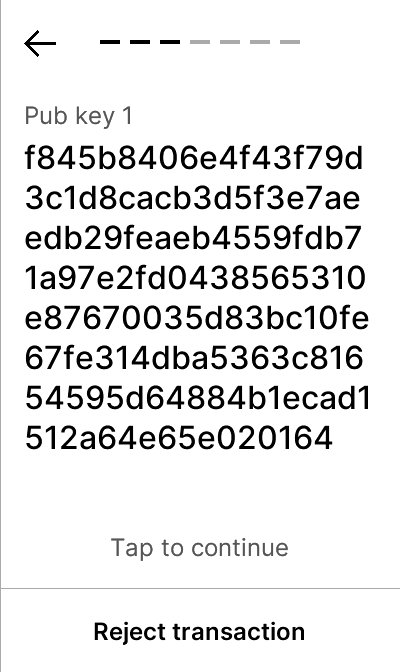 Pub key 1
f845b8406e4f43f79d
3c1d8cacb3d5f3e7ae
edb29feaeb4559fdb7
1a97e2fd0438565310
e87670035d83bc10fe
67fe314dba5363c816
54595d64884b1ecad1
512a64e65e020164
Tap to continue
Reject transaction